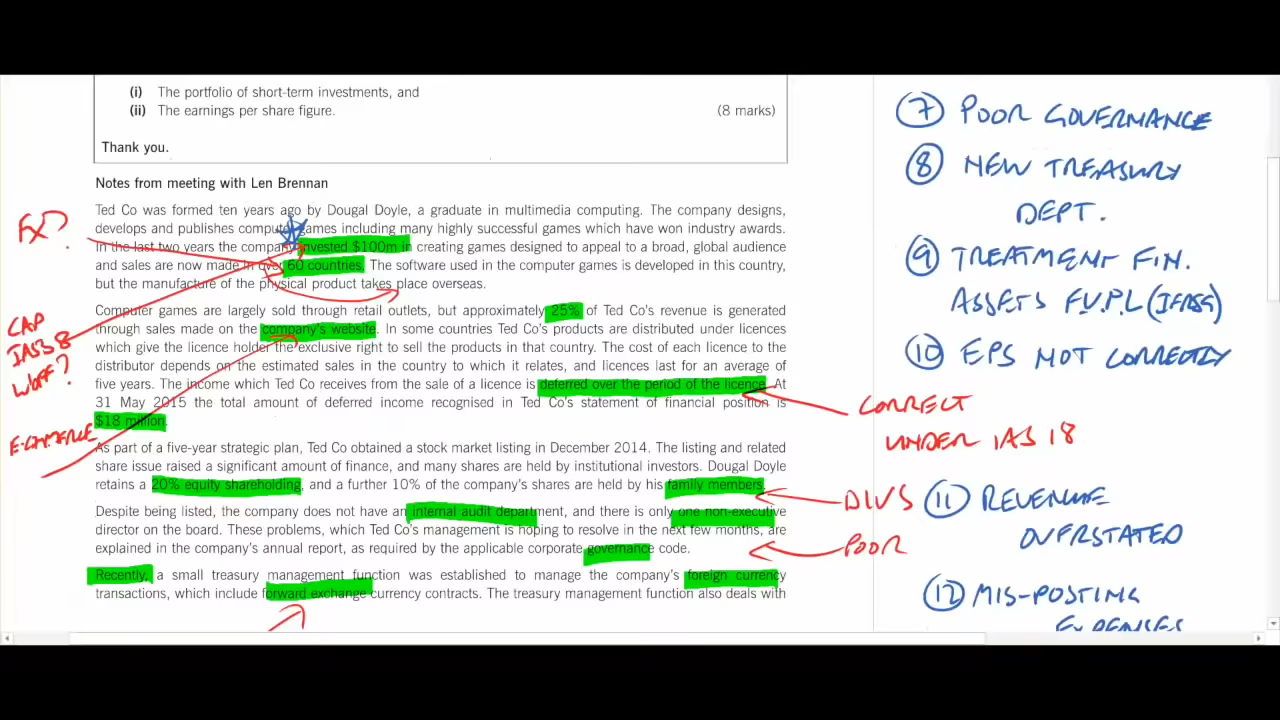 (i) The portfolio of short-term investments, and
(ii) The earnings per share figure. (8 marks)
Thank you.
Notes from meeting with Len Brennan
Ted Co was formed ten years ago by Dougal Doyle, a graduate in multimedia computing. The company designs,
develops and publishes computer games including many highly successful games which have won industry awards.
In the last two years the company invested $100m in creating games designed to appeal to a broad, global audience
and sales are now made in over 60 countries. The software used in the computer games is developed in this country,
but the manufacture of the physical product takes place overseas.
Computer games are largely sold through retail outlets, but approximately 25% of Ted Co's revenue is generated
through sales made on the company's website. In some countries Ted Co's products are distributed under licences
which give the licence holder the exclusive right to sell the products in that country. The cost of each licence to the
distributor depends on the estimated sales in the country to which it relates, and licences last for an average of
five years. The income which Ted Co receives from the sale of a licence is deferred over the period of the licence. At
31 May 2015 the total amount of deferred income recognised in Ted Co's statement of financial position is
$18 million.
As part of a five-year strategic plan, Ted Co obtained a stock market listing in December 2014. The listing and related
share issue raised a significant amount of finance, and many shares are held by institutional investors. Dougal Doyle
retains a 20% equity shareholding, and a further 10% of the company's shares are held by his family members.
Despite being listed, the company does not have an internal audit department, and there is only one non-executive
director on the board. These problems, which Ted Co's management is hoping to resolve in the next few months, are
explained in the company's annual report, as required by the applicable corporate governance code.
Recently, a small treasury management function was established to manage the company's foreign currency
transactions, which include forward exchange currency contracts. The treasury management function also deals with
FX?
CAP
IAS38
W/OFF?
E-COMMERCE
CORRECT
UNDER IAS 18
DIVS
POOR
7 POOR GOVERNANCE
8 NEW TREASURY
DEPT.
9 TREATMENT FIN.
ASSETS F.V.P.L (IFRS9)
10 EPS NOT CORRECTLY
11 REVENUE
OVERSTATED
12 MIS-POSTING
EXPENSES